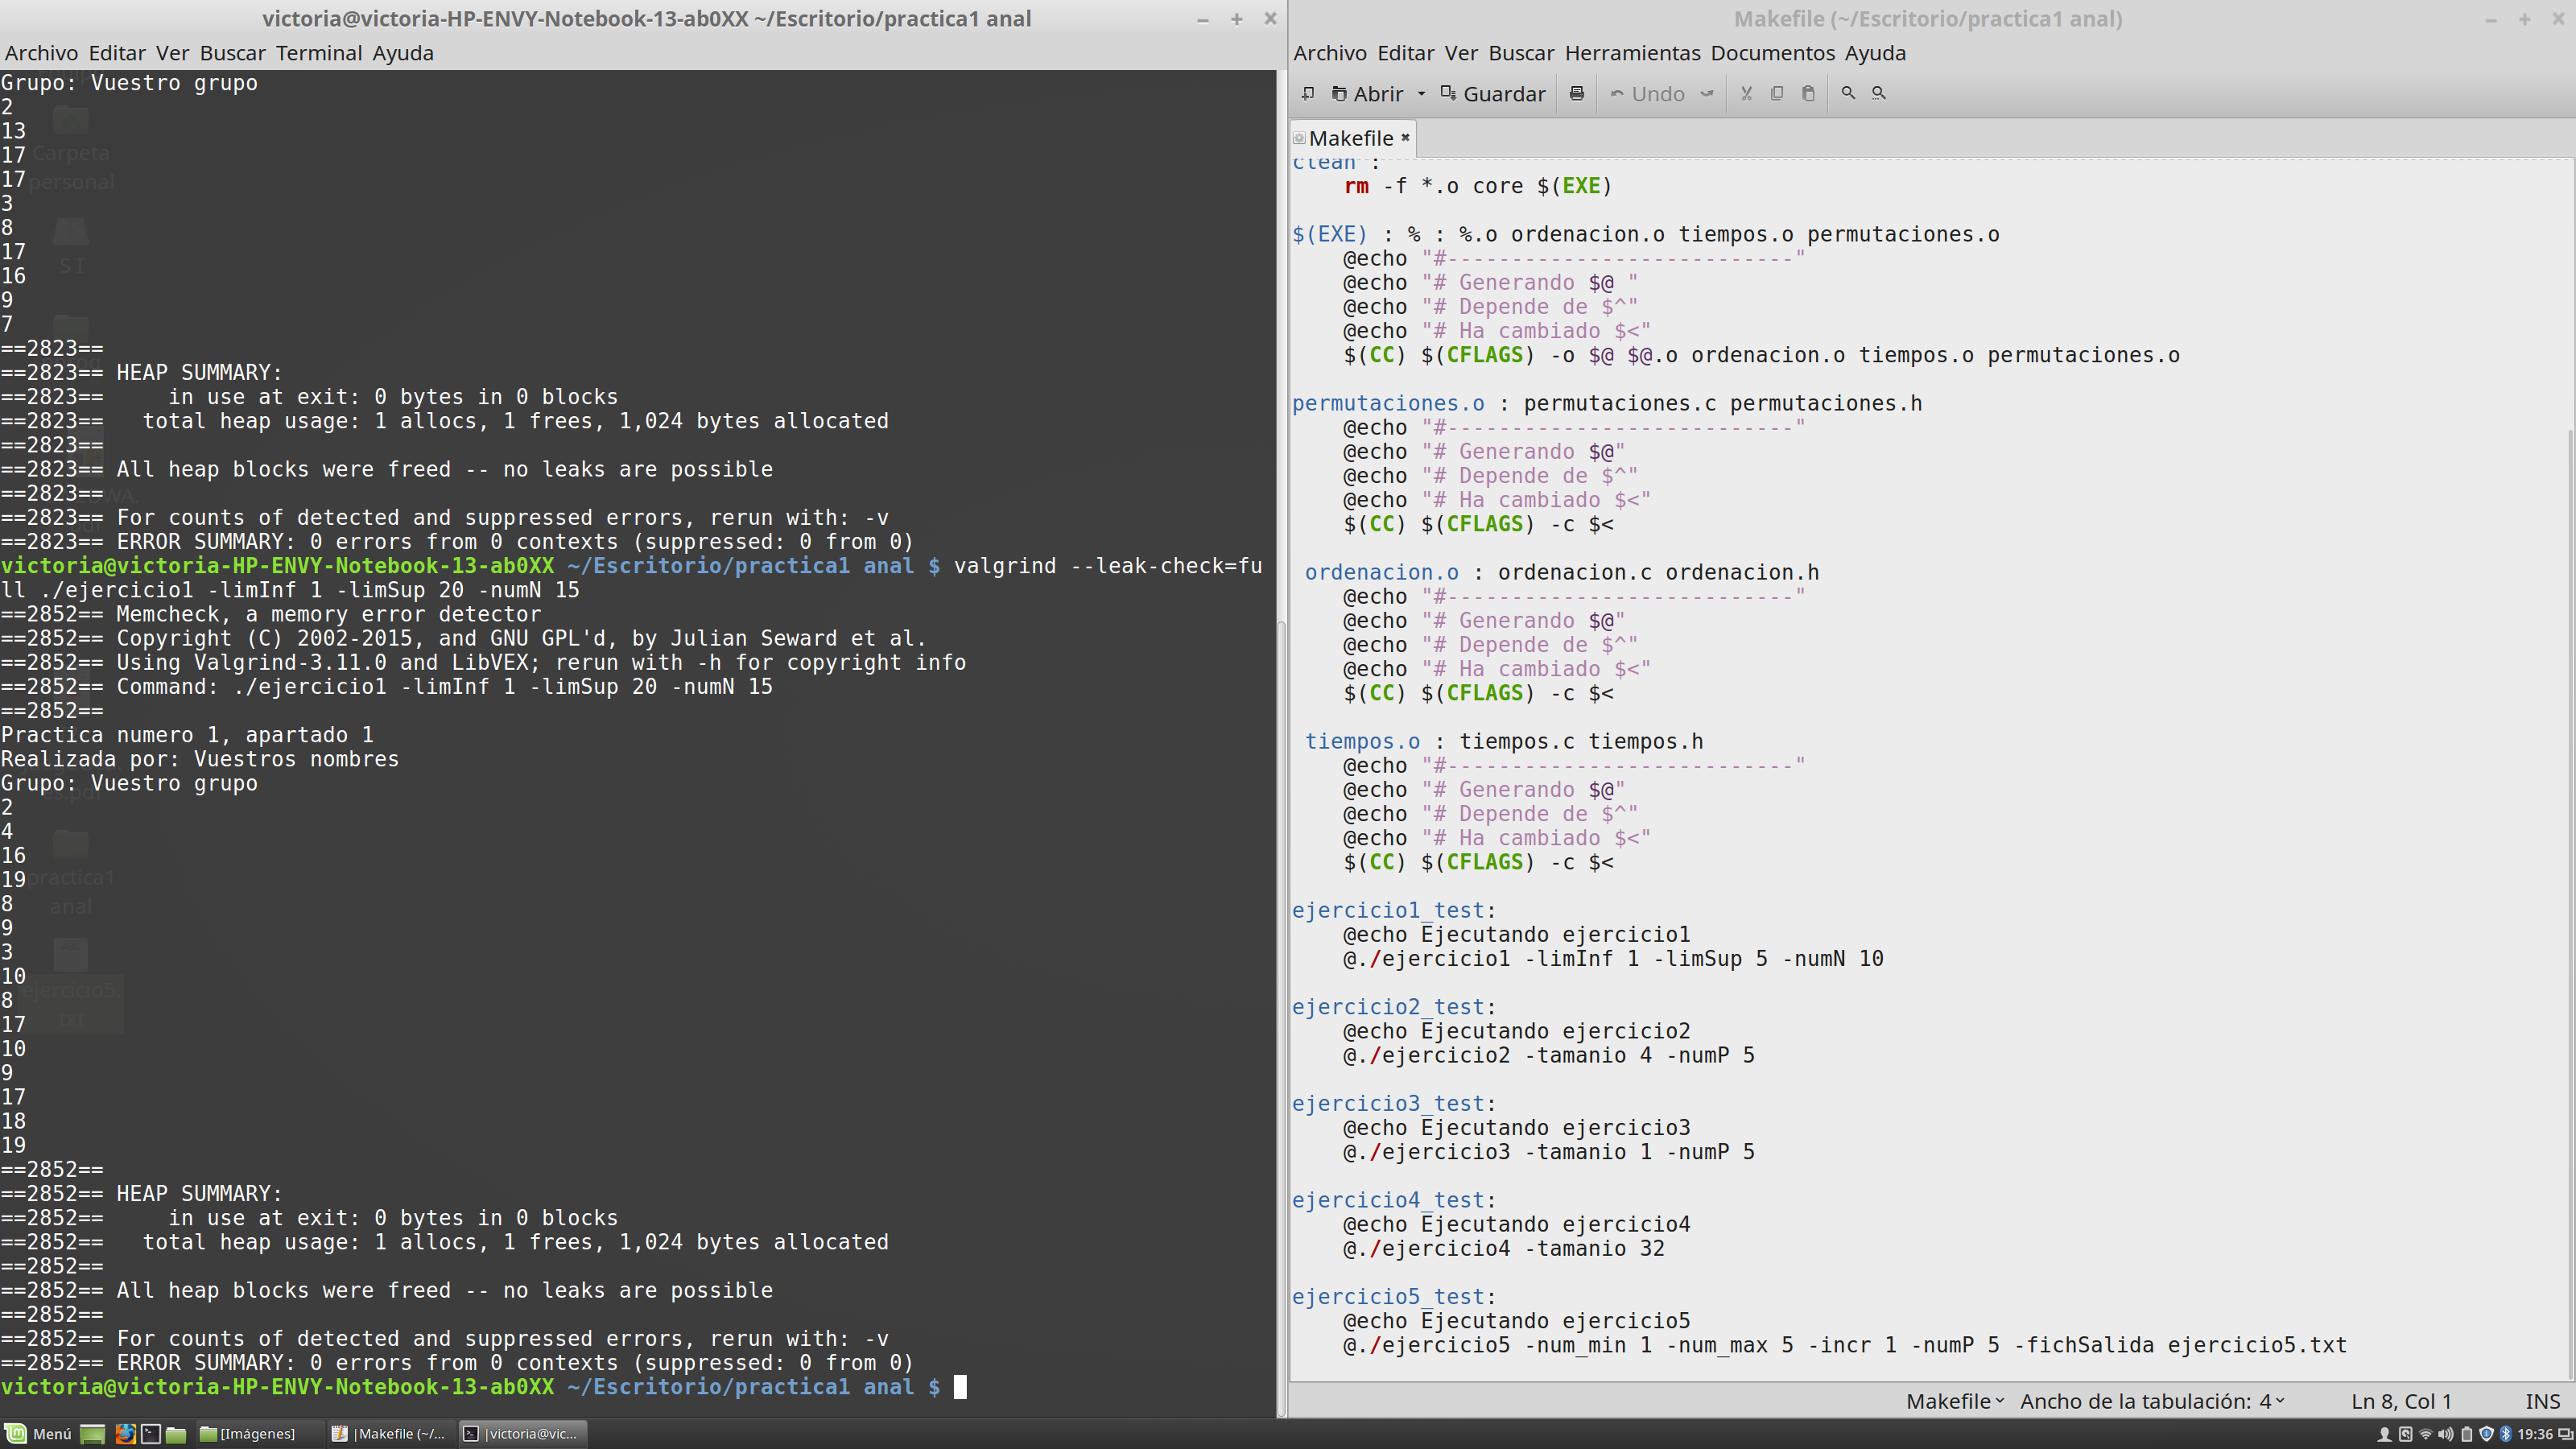 victoria@victoria-HP-ENVY-Notebook-13-ab0XX ~/Escritorio/practica1 anal
Archivo Editar Ver Buscar Terminal Ayuda
Grupo: Vuestro grupo
2
13
17
17
3
8
17
16
9
7
==2823==
==2823== HEAP SUMMARY:
==2823==     in use at exit: 0 bytes in 0 blocks
==2823==   total heap usage: 1 allocs, 1 frees, 1,024 bytes allocated
==2823==
==2823== All heap blocks were freed -- no leaks are possible
==2823==
==2823== For counts of detected and suppressed errors, rerun with: -v
==2823== ERROR SUMMARY: 0 errors from 0 contexts (suppressed: 0 from 0)
victoria@victoria-HP-ENVY-Notebook-13-ab0XX ~/Escritorio/practica1 anal $ valgrind --leak-check=fu
ll ./ejercicio1 -limInf 1 -limSup 20 -numN 15
==2852== Memcheck, a memory error detector
==2852== Copyright (C) 2002-2015, and GNU GPL'd, by Julian Seward et al.
==2852== Using Valgrind-3.11.0 and LibVEX; rerun with -h for copyright info
==2852== Command: ./ejercicio1 -limInf 1 -limSup 20 -numN 15
==2852==
Practica numero 1, apartado 1
Realizada por: Vuestros nombres
Grupo: Vuestro grupo
2
4
16
19
8
9
3
10
8
17
10
9
17
18
19
==2852==
==2852== HEAP SUMMARY:
==2852==     in use at exit: 0 bytes in 0 blocks
==2852==   total heap usage: 1 allocs, 1 frees, 1,024 bytes allocated
==2852==
==2852== All heap blocks were freed -- no leaks are possible
==2852==
==2852== For counts of detected and suppressed errors, rerun with: -v
==2852== ERROR SUMMARY: 0 errors from 0 contexts (suppressed: 0 from 0)
victoria@victoria-HP-ENVY-Notebook-13-ab0XX ~/Escritorio/practica1 anal $
Carpeta
personal
S I
practica1
anal
ejercicio5.
txt
Makefile (~/Escritorio/practica1 anal)
Archivo Editar Ver Buscar Herramientas Documentos Ayuda
Abrir Guardar Undo
Makefile
clean :
    rm -f *.o core $(EXE)
$(EXE) : % : %.o ordenacion.o tiempos.o permutaciones.o
    @echo "#---------------------------"
    @echo "# Generando $@ "
    @echo "# Depende de $^"
    @echo "# Ha cambiado $<"
    $(CC) $(CFLAGS) -o $@ $@.o ordenacion.o tiempos.o permutaciones.o
permutaciones.o : permutaciones.c permutaciones.h
    @echo "#---------------------------"
    @echo "# Generando $@"
    @echo "# Depende de $^"
    @echo "# Ha cambiado $<"
    $(CC) $(CFLAGS) -c $<
 ordenacion.o : ordenacion.c ordenacion.h
    @echo "#---------------------------"
    @echo "# Generando $@"
    @echo "# Depende de $^"
    @echo "# Ha cambiado $<"
    $(CC) $(CFLAGS) -c $<
 tiempos.o : tiempos.c tiempos.h
    @echo "#---------------------------"
    @echo "# Generando $@"
    @echo "# Depende de $^"
    @echo "# Ha cambiado $<"
    $(CC) $(CFLAGS) -c $<
ejercicio1_test:
    @echo Ejecutando ejercicio1
    @./ejercicio1 -limInf 1 -limSup 5 -numN 10
ejercicio2_test:
    @echo Ejecutando ejercicio2
    @./ejercicio2 -tamanio 4 -numP 5
ejercicio3_test:
    @echo Ejecutando ejercicio3
    @./ejercicio3 -tamanio 1 -numP 5
ejercicio4_test:
    @echo Ejecutando ejercicio4
    @./ejercicio4 -tamanio 32
ejercicio5_test:
    @echo Ejecutando ejercicio5
    @./ejercicio5 -num_min 1 -num_max 5 -incr 1 -numP 5 -fichSalida ejercicio5.txt
Makefile Ancho de la tabulación: 4 Ln 8, Col 1 INS
Menú [Imágenes] |Makefile (~/... |victoria@vic... 19:36